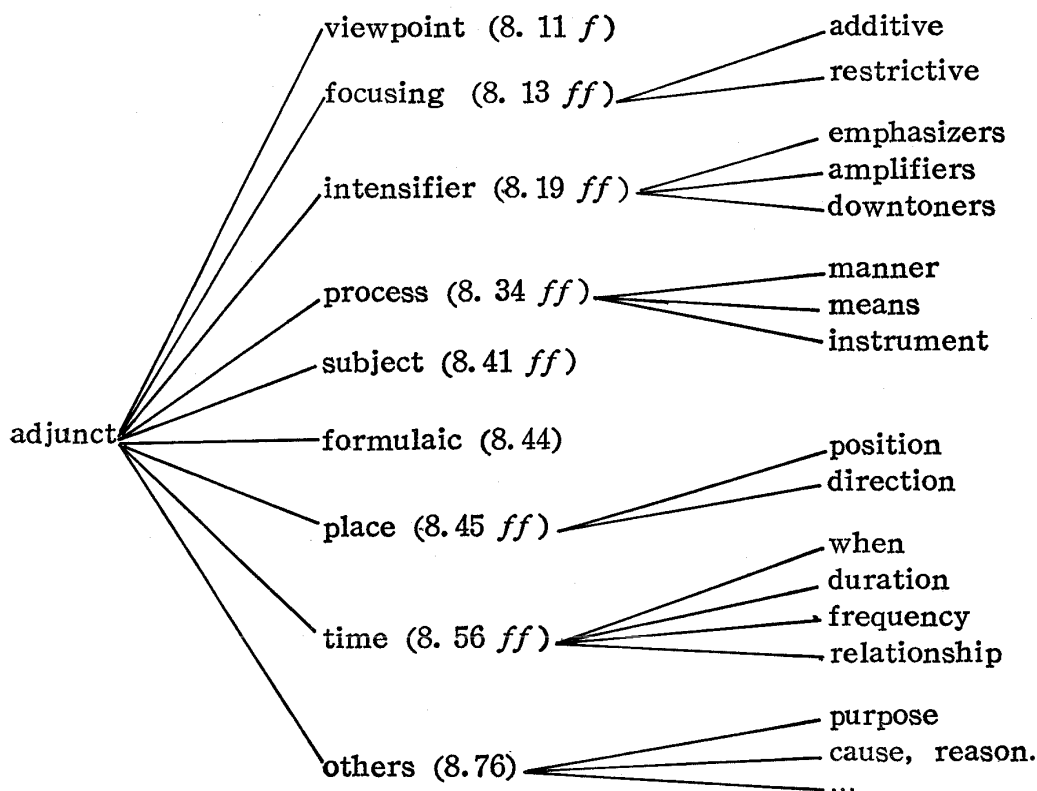 viewpoint (8. 11 f)
additive
focusing (8. 13 ff)
restrictive
emphasizers
intensifier (8. 19 ff)
amplifiers
downtoners
manner
process (8. 34 ff)
means
instrument
subject (8. 41 ff)
adjunct
formulaic (8. 44)
position
direction
place (8. 45 ff)
when
duration
time (8. 56 ff)
frequency
relationship
purpose
others (8.76)
cause, reason.
...